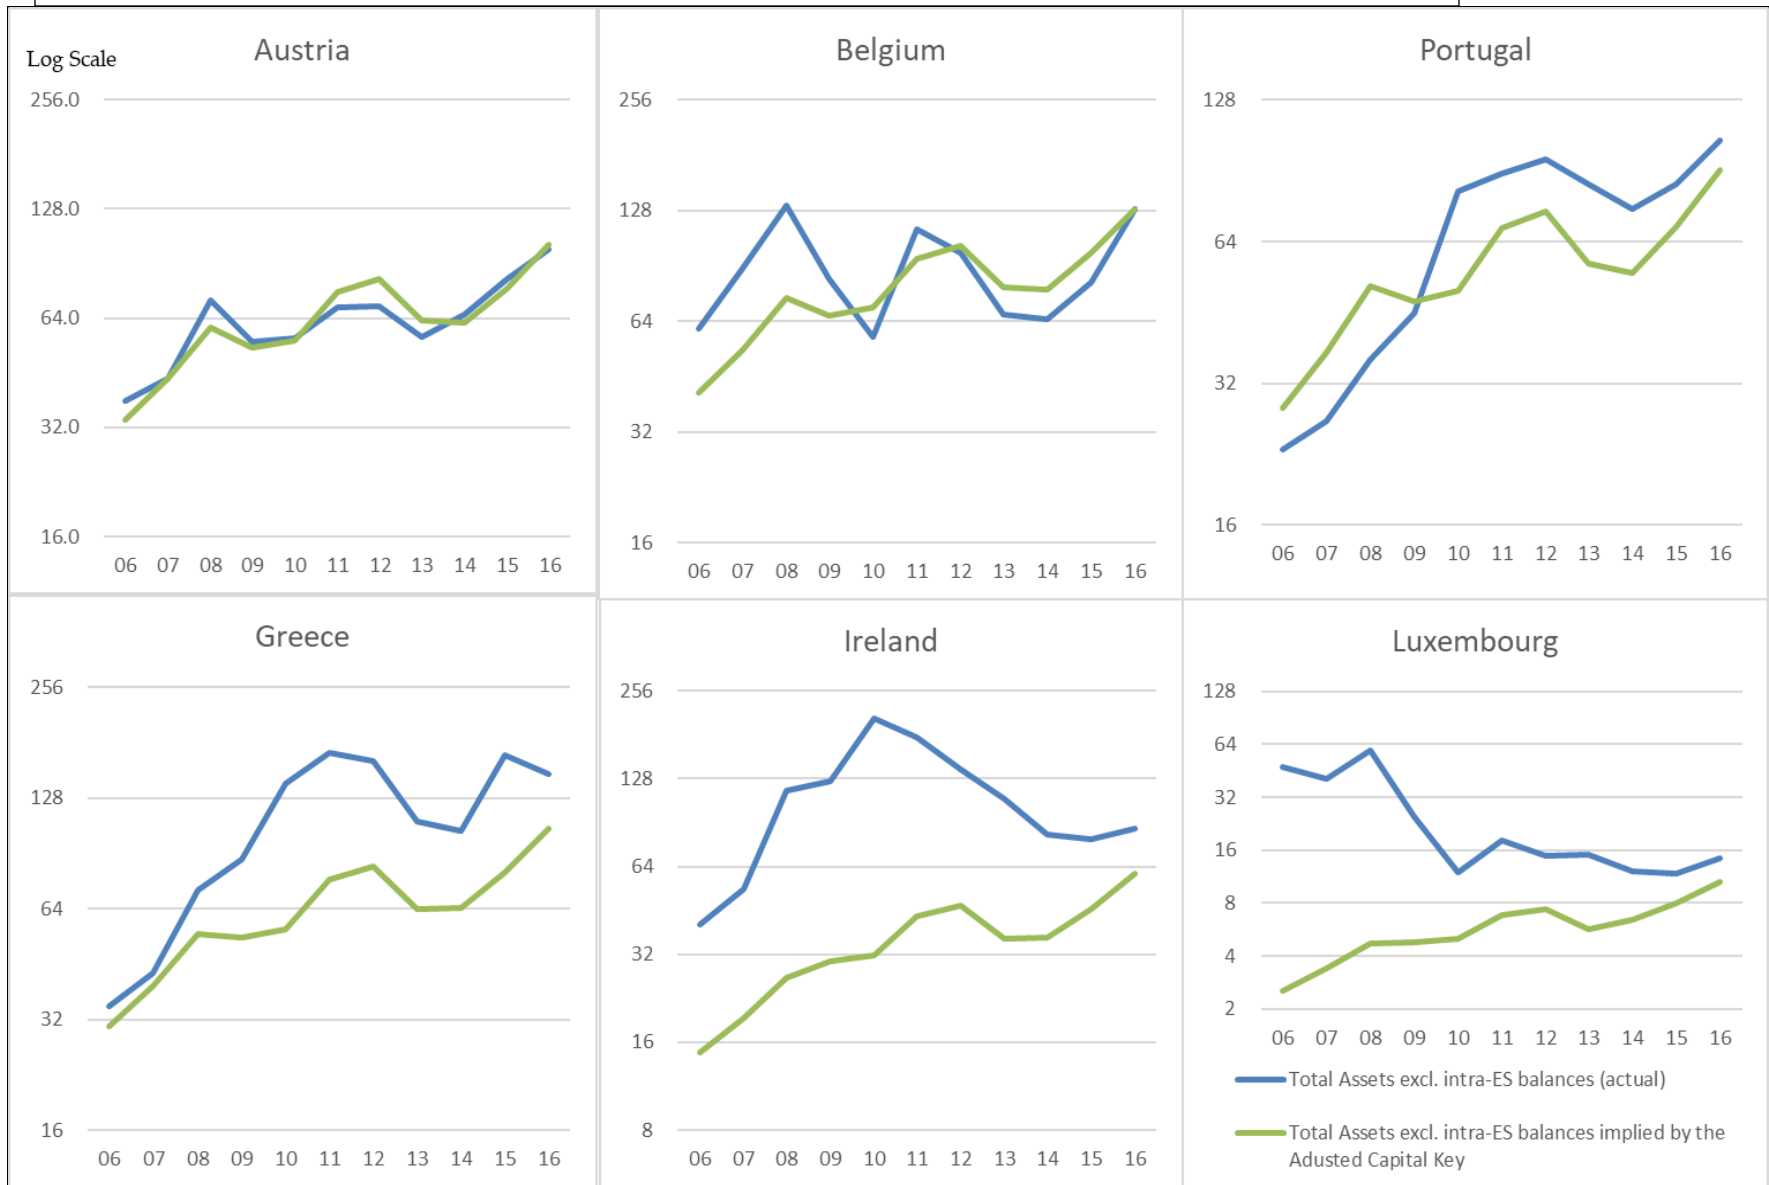 Log Scale
Austria
256.0
128.0
64.0
32.0
16.0
06 07 08 09 10 11 12 13 14 15 16
Belgium
256
128
64
32
16
06 07 08 09 10 11 12 13 14 15 16
Portugal
128
64
32
16
06 07 08 09 10 11 12 13 14 15 16
Greece
256
128
64
32
16
06 07 08 09 10 11 12 13 14 15 16
Ireland
256
128
64
32
16
8
06 07 08 09 10 11 12 13 14 15 16
Luxembourg
128
64
32
16
8
4
2
06 07 08 09 10 11 12 13 14 15 16
Total Assets excl. intra-ES balances (actual)
Total Assets excl. intra-ES balances implied by the
Adusted Capital Key